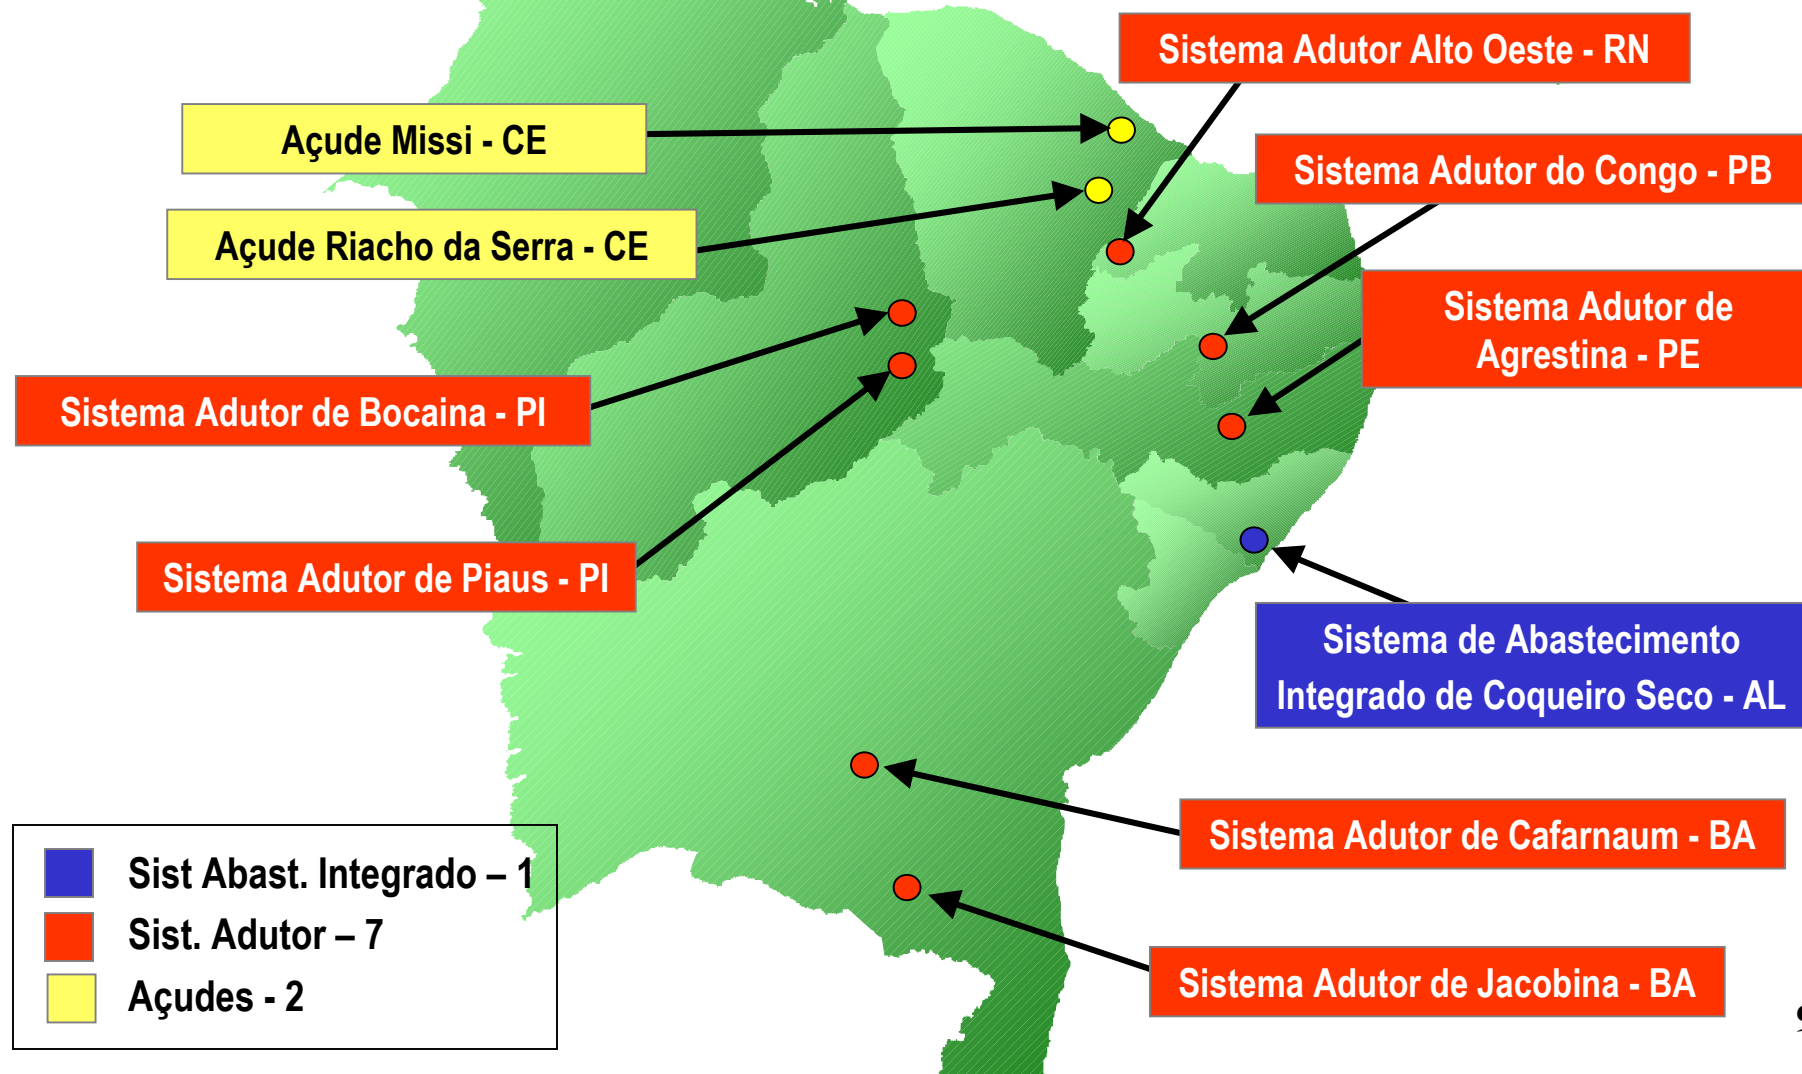 Sistema Adutor Alto Oeste - RN
Açude Missi - CE
Sistema Adutor do Congo - PB
Açude Riacho da Serra - CE
Sistema Adutor de
Agrestina - PE
Sistema Adutor de Bocaina - PI
Sistema Adutor de Piaus - PI
Sistema de Abastecimento
Integrado de Coqueiro Seco - AL
Sistema Adutor de Cafarnaum - BA
Sistema Adutor de Jacobina - BA
Sist Abast. Integrado – 1
Sist. Adutor – 7
Açudes - 2